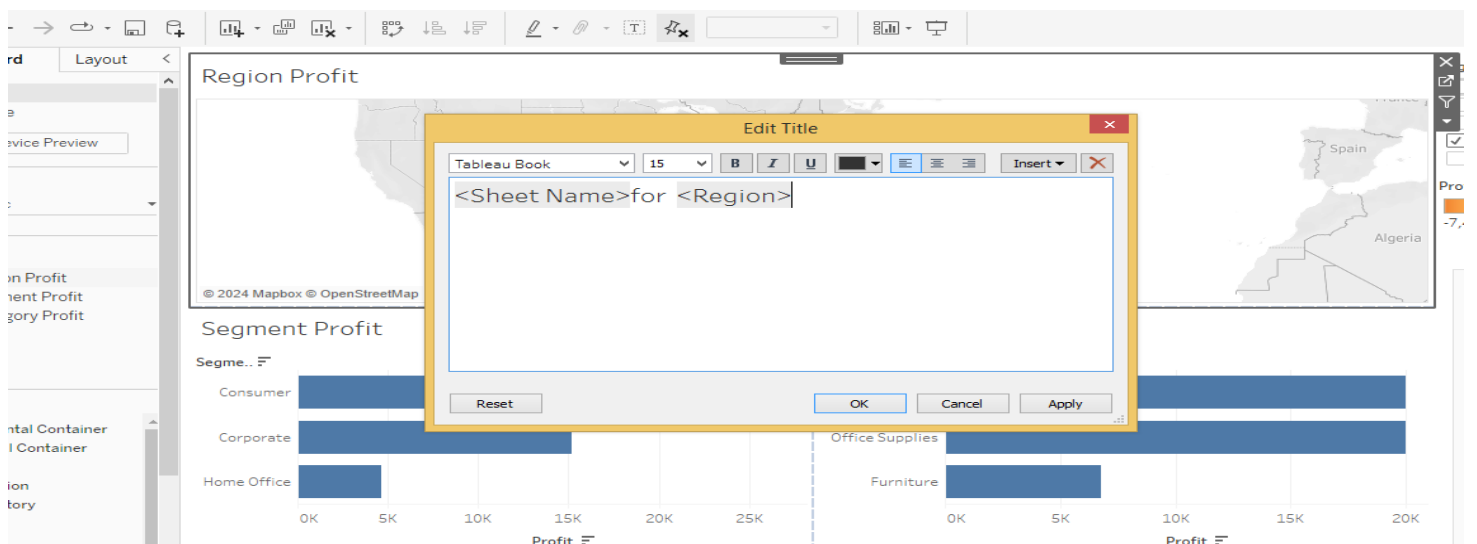 rd Layout <
e
evice Preview
on Profit
nent Profit
gory Profit
ntal Container
l Container
ion
tory
Region Profit
Spain
Algeria
© 2024 Mapbox © OpenStreetMap
Edit Title
Tableau Book 15 B I U Insert
<Sheet Name>for <Region>
Reset OK Cancel Apply
Pro
-7,4
Segment Profit
Segme..
Consumer
Corporate
Home Office
0K 5K 10K 15K 20K 25K
Profit
Office Supplies
Furniture
0K 5K 10K 15K 20K
Profit